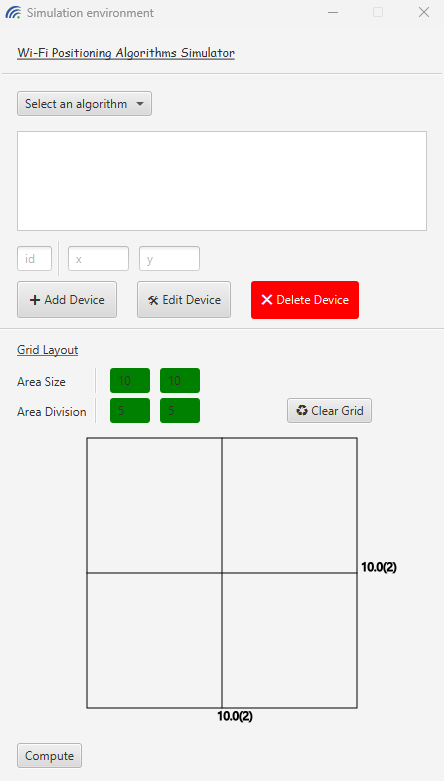 Simulation environment
Wi-Fi Positioning Algorithms Simulator
Select an algorithm
id x y
Add Device Edit Device Delete Device
Grid Layout
Area Size 10 10
Area Division 5 5 Clear Grid
10.0(2)
10.0(2)
Compute